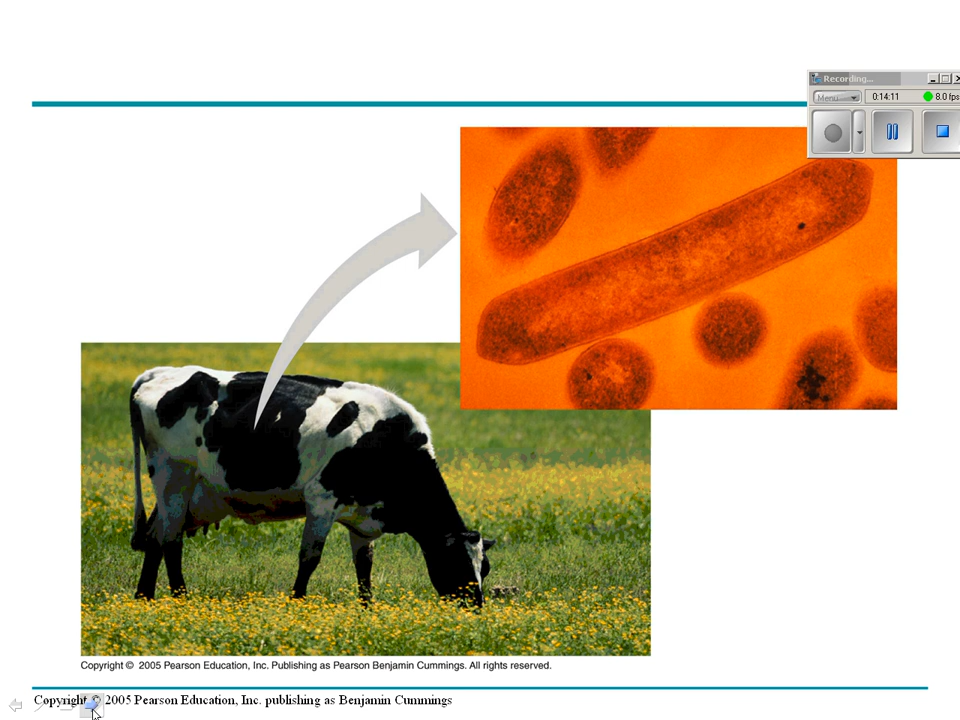 Recording...
Menu 0:14:11 8.0 fps
Copyright © 2005 Pearson Education, Inc. Publishing as Pearson Benjamin Cummings. All rights reserved.
Copyright © 2005 Pearson Education, Inc. publishing as Benjamin Cummings